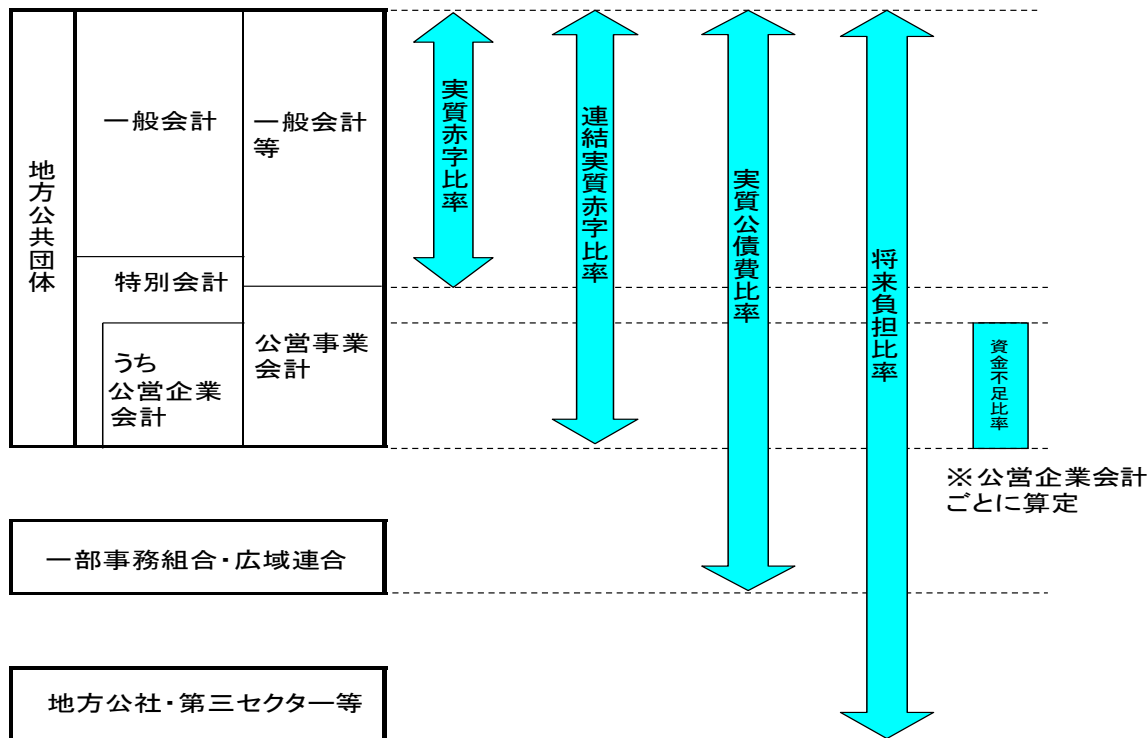 地方公共団体
一般会計
一般会計
等
特別会計
うち
公営企業
会計
公営事業
会計
実質赤字比率
連結実質赤字比率
実質公債費比率
将来負担比率
資金不足比率
※公営企業会計
ごとに算定
一部事務組合・広域連合
地方公社・第三セクター等